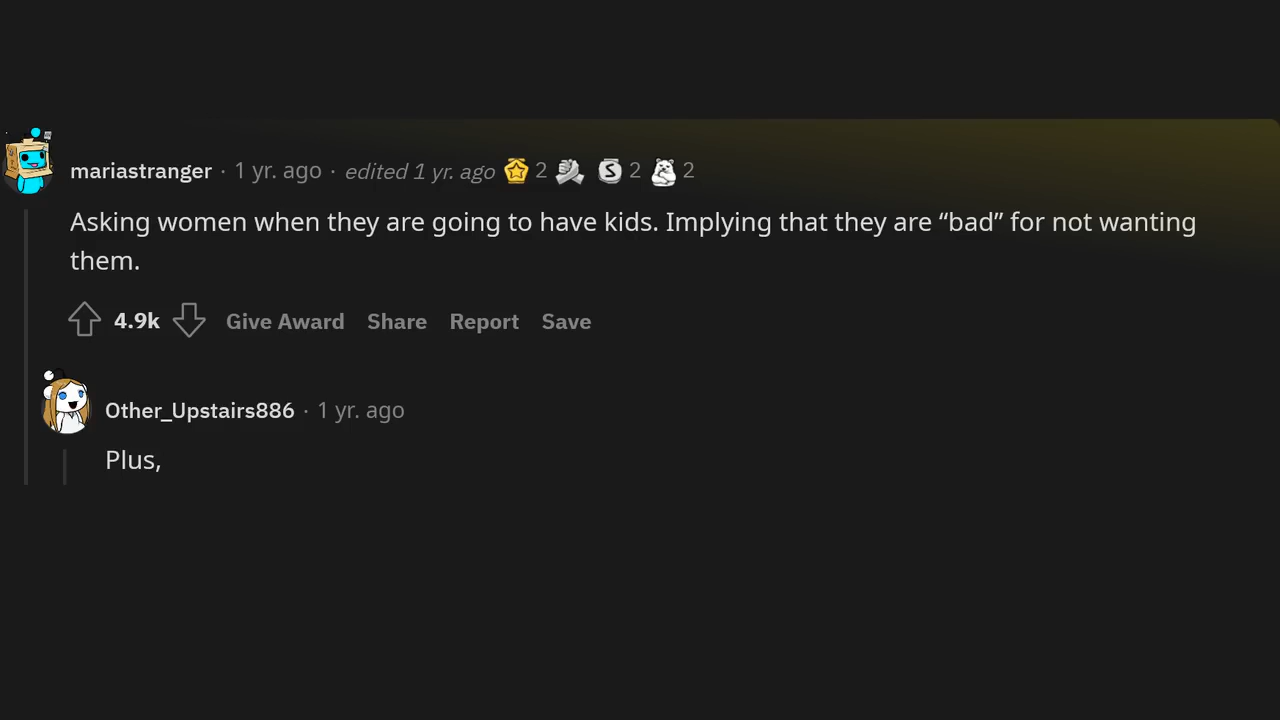 mariastranger · 1 yr. ago · edited 1 yr. ago 2 S 2 2
Asking women when they are going to have kids. Implying that they are “bad” for not wanting
them.
4.9k Give Award Share Report Save
Other_Upstairs886 · 1 yr. ago
Plus,